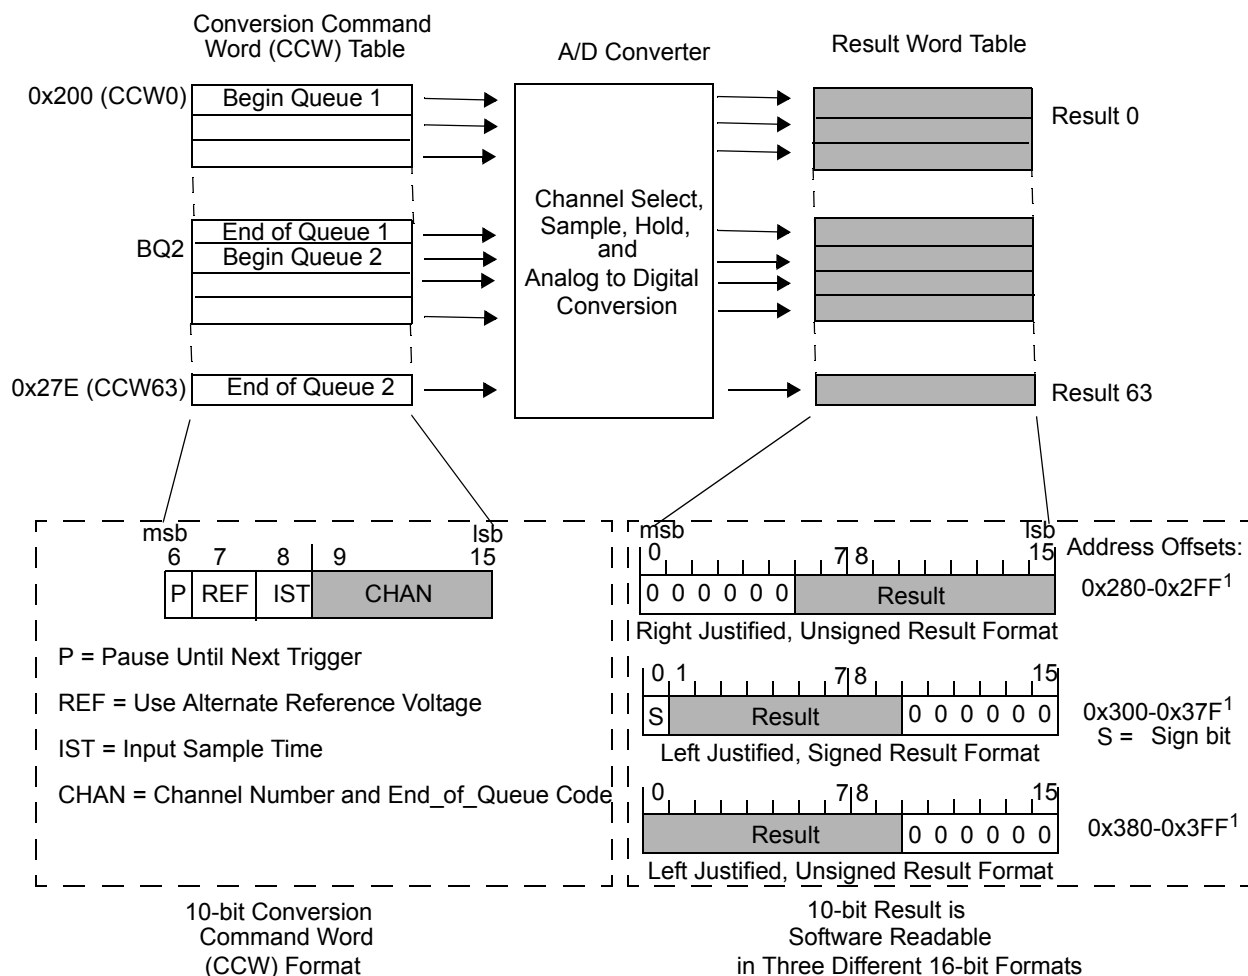 Conversion Command
Word (CCW) Table
A/D Converter
Result Word Table
0x200 (CCW0)
Begin Queue 1
Result 0
Channel Select,
Sample, Hold,
and
Analog to Digital
Conversion
End of Queue 1
BQ2
Begin Queue 2
0x27E (CCW63)
End of Queue 2
Result 63
msb
lsb
6 7 8 9 15
P REF IST CHAN
P = Pause Until Next Trigger
REF = Use Alternate Reference Voltage
IST = Input Sample Time
CHAN = Channel Number and End_of_Queue Code
10-bit Conversion
Command Word
(CCW) Format
msb
lsb
0 7 8 15
Address Offsets:
0 0 0 0 0 0 Result
0x280-0x2FF1
Right Justified, Unsigned Result Format
0 1 7 8 15
S Result 0 0 0 0 0 0
0x300-0x37F1
S = Sign bit
Left Justified, Signed Result Format
0 7 8 15
Result 0 0 0 0 0 0
0x380-0x3FF1
Left Justified, Unsigned Result Format
10-bit Result is
Software Readable
in Three Different 16-bit Formats